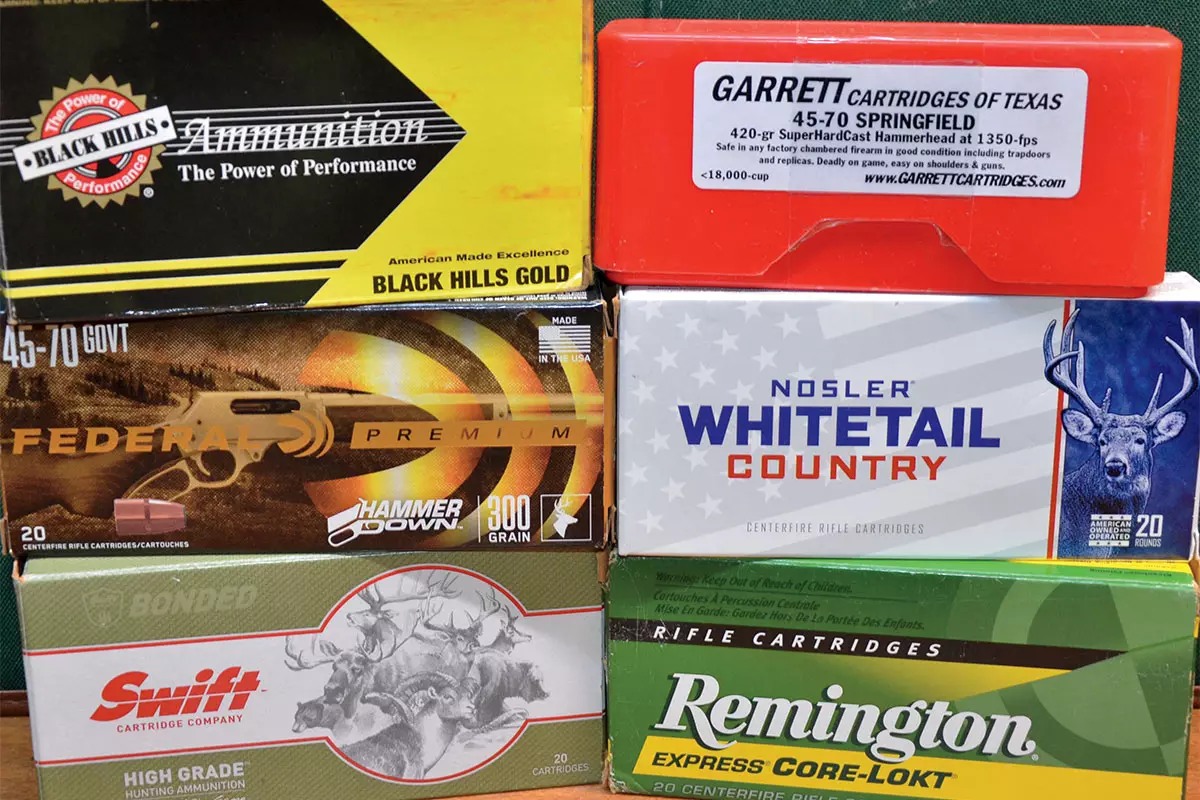 The Power of
BLACK HILLS
Performance
®
Ammunition
The Power of Performance
American Made Excellence
BLACK HILLS GOLD
GARRETT CARTRIDGES OF TEXAS
45-70 SPRINGFIELD
420-gr SuperHardCast Hammerhead at 1350-fps
Safe in any factory chambered firearm in good condition including trapdoors
and replicas. Deadly on game, easy on shoulders & guns.
<18,000-cup
www.GARRETTCARTRIDGES.com
45-70 GOVT
MADE
IN THE USA
FEDERAL PREMIUM
HAMMER
DOWN™
300
GRAIN
20
CENTERFIRE RIFLE CARTRIDGES/CARTOUCHES
NOSLER®
WHITETAIL
COUNTRY
CENTERFIRE RIFLE CARTRIDGES
AMERICAN
OWNED AND
OPERATED
20
ROUNDS
BONDED
Swift™
CARTRIDGE COMPANY
HIGH GRADE™
HUNTING AMMUNITION
20
CARTRIDGES
Warning: Keep Out of Reach of Children.
Cartouches À Percussion Centrale
Mise En Garde: Gardez Hors De La Portée Des Enfants.
RIFLE CARTRIDGES
Remington®
EXPRESS® CORE-LOKT®
20 CENTERFIRE RIFLE